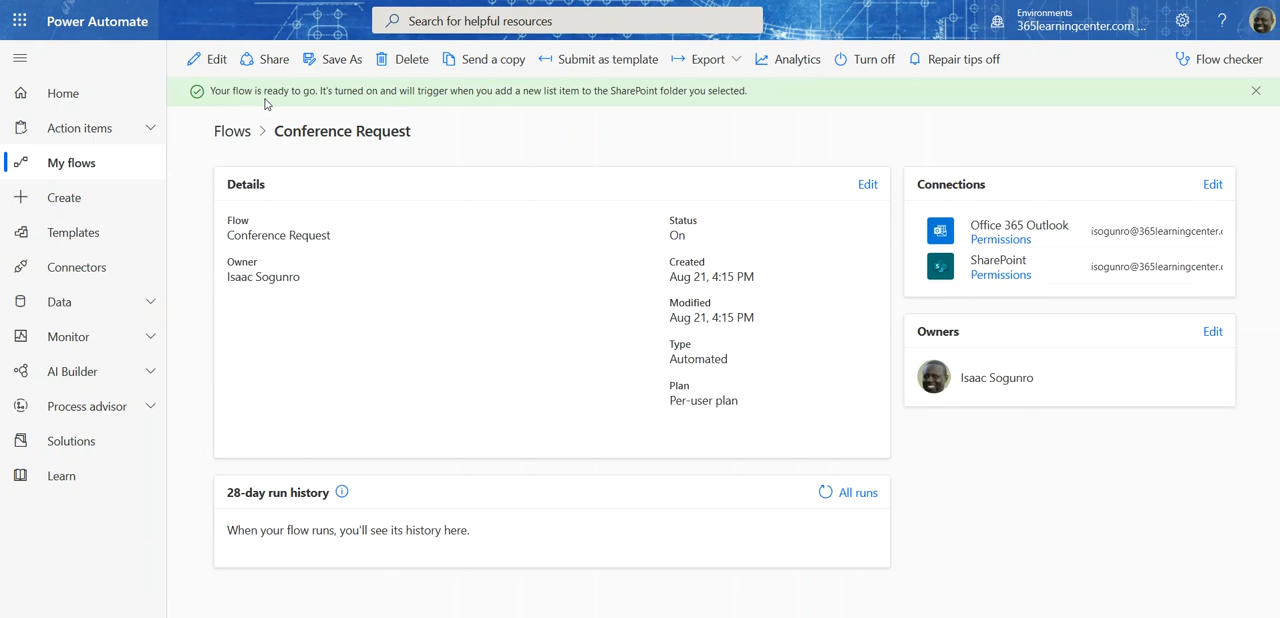 Power Automate
Search for helpful resources
Environments
365learningcenter.com ...
?
Edit
Share
Save As
Delete
Send a copy
Submit as template
Export
Analytics
Turn off
Repair tips off
Flow checker
Your flow is ready to go. It's turned on and will trigger when you add a new list item to the SharePoint folder you selected.
Home
Action items
My flows
Create
Templates
Connectors
Data
Monitor
AI Builder
Process advisor
Solutions
Learn
Flows > Conference Request
Details
Edit
Flow
Conference Request
Owner
Isaac Sogunro
Status
On
Created
Aug 21, 4:15 PM
Modified
Aug 21, 4:15 PM
Type
Automated
Plan
Per-user plan
28-day run history
All runs
When your flow runs, you'll see its history here.
Connections
Edit
Office 365 Outlook
Permissions
isogunro@365learningcenter.
SharePoint
Permissions
isogunro@365learningcenter.
Owners
Edit
Isaac Sogunro